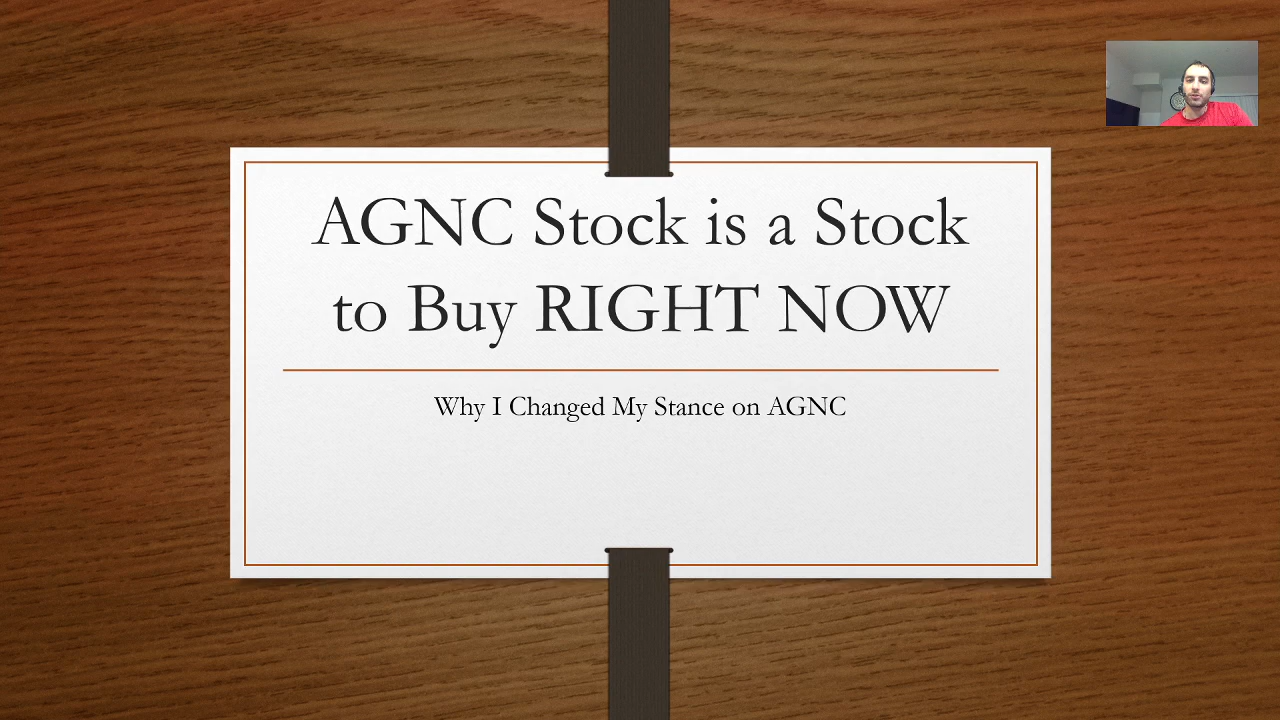 AGNC Stock is a Stock
to Buy RIGHT NOW
Why I Changed My Stance on AGNC